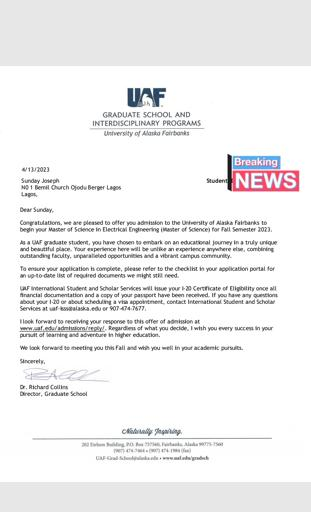 UAF
GRADUATE SCHOOL AND
INTERDISCIPLINARY PROGRAMS
University of Alaska Fairbanks
Breaking
NEWS
4/13/2023
Sunday Joseph
Student
N0 1 Bemil Church Ojodu Berger Lagos
Lagos,
Dear Sunday,
Congratulations, we are pleased to offer you admission to the University of Alaska Fairbanks to
begin your Master of Science in Electrical Engineering (Master of Science) for Fall Semester 2023.
As a UAF graduate student, you have chosen to embark on an educational journey in a truly unique
and beautiful place. Your experience here will be unlike an experience anywhere else, combining
outstanding faculty, unparalleled opportunities and a vibrant campus community.
To ensure your application is complete, please refer to the checklist in your application portal for
an up-to-date list of required documents we might still need.
UAF International Student and Scholar Services will issue your I-20 Certificate of Eligibility once all
financial documentation and a copy of your passport have been received. If you have any questions
about your I-20 or about scheduling a visa appointment, contact International Student and Scholar
Services at uaf-isss@alaska.edu or 907-474-7677.
I look forward to receiving your response to this offer of admission at
www.uaf.edu/admissions/reply/. Regardless of what you decide, I wish you every success in your
pursuit of learning and adventure in higher education.
We look forward to meeting you this Fall and wish you well in your academic pursuits.
Sincerely,
Dr. Richard Collins
Director, Graduate School
Naturally Inspiring.
202 Eielson Building, P.O. Box 757560, Fairbanks, Alaska 99775-7560
(907) 474-7464 • (907) 474-1984 (fax)
UAF-Grad-School@alaska.edu • www.uaf.edu/gradsch